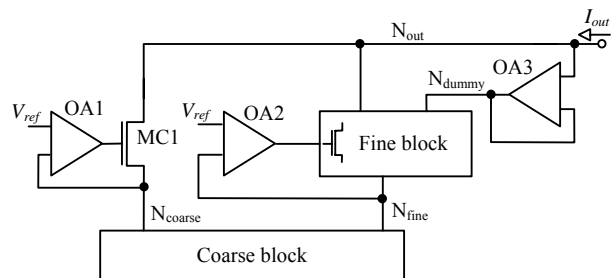 I_out
N_out
N_dummy
OA3
V_ref
OA1
MC1
V_ref
OA2
Fine block
N_coarse
N_fine
Coarse block